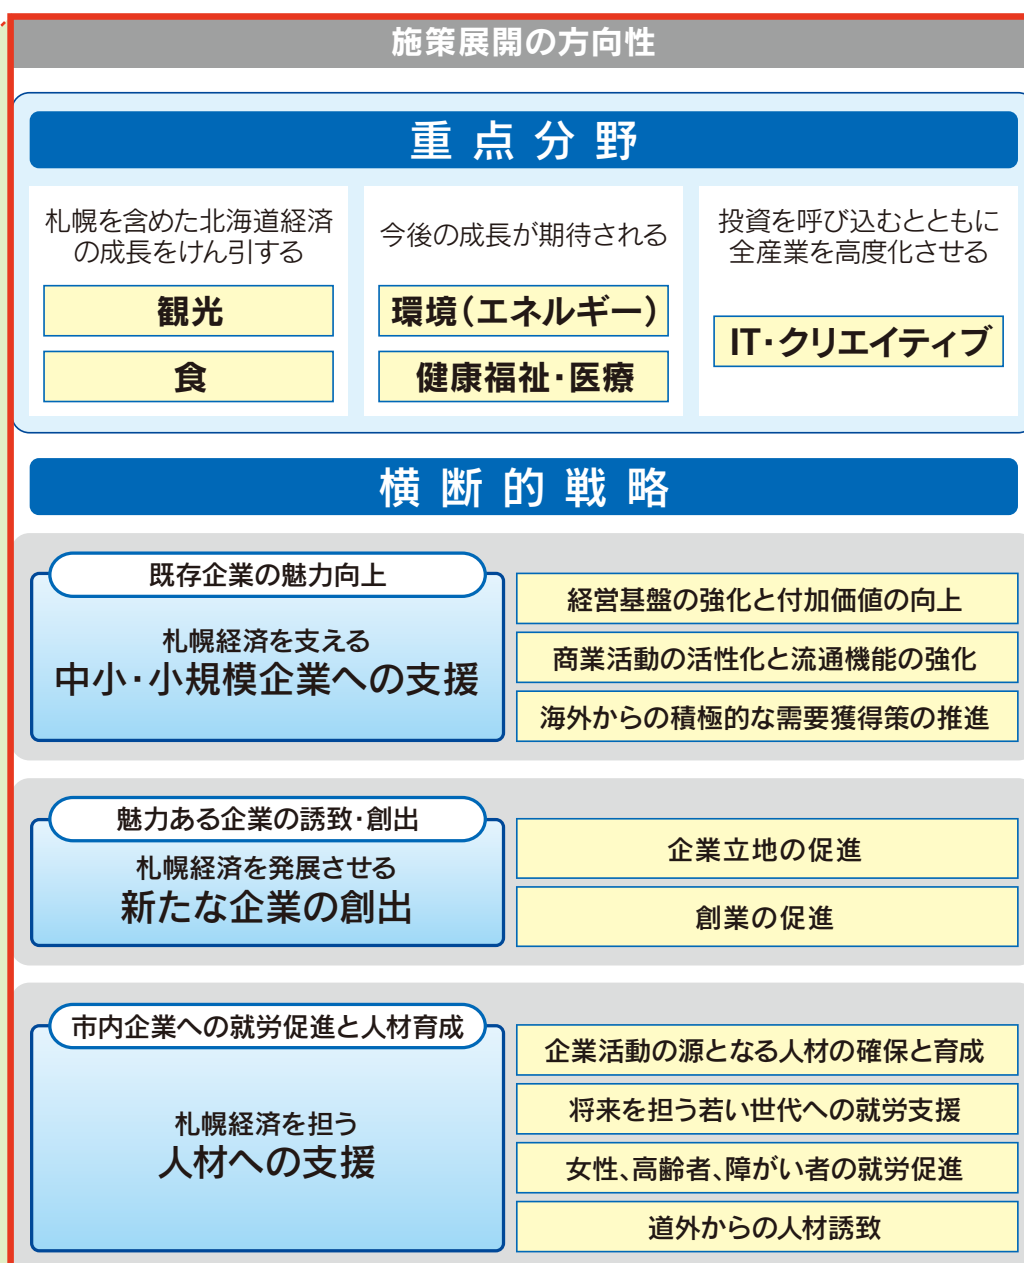 施策展開の方向性
重点分野
札幌を含めた北海道経済
の成長をけん引する
観光
食
今後の成長が期待される
環境(エネルギー)
健康福祉・医療
投資を呼び込むとともに
全産業を高度化させる
IT・クリエイティブ
横断的戦略
既存企業の魅力向上
札幌経済を支える
中小・小規模企業への支援
経営基盤の強化と付加価値の向上
商業活動の活性化と流通機能の強化
海外からの積極的な需要獲得策の推進
魅力ある企業の誘致・創出
札幌経済を発展させる
新たな企業の創出
企業立地の促進
創業の促進
市内企業への就労促進と人材育成
札幌経済を担う
人材への支援
企業活動の源となる人材の確保と育成
将来を担う若い世代への就労支援
女性、高齢者、障がい者の就労促進
道外からの人材誘致